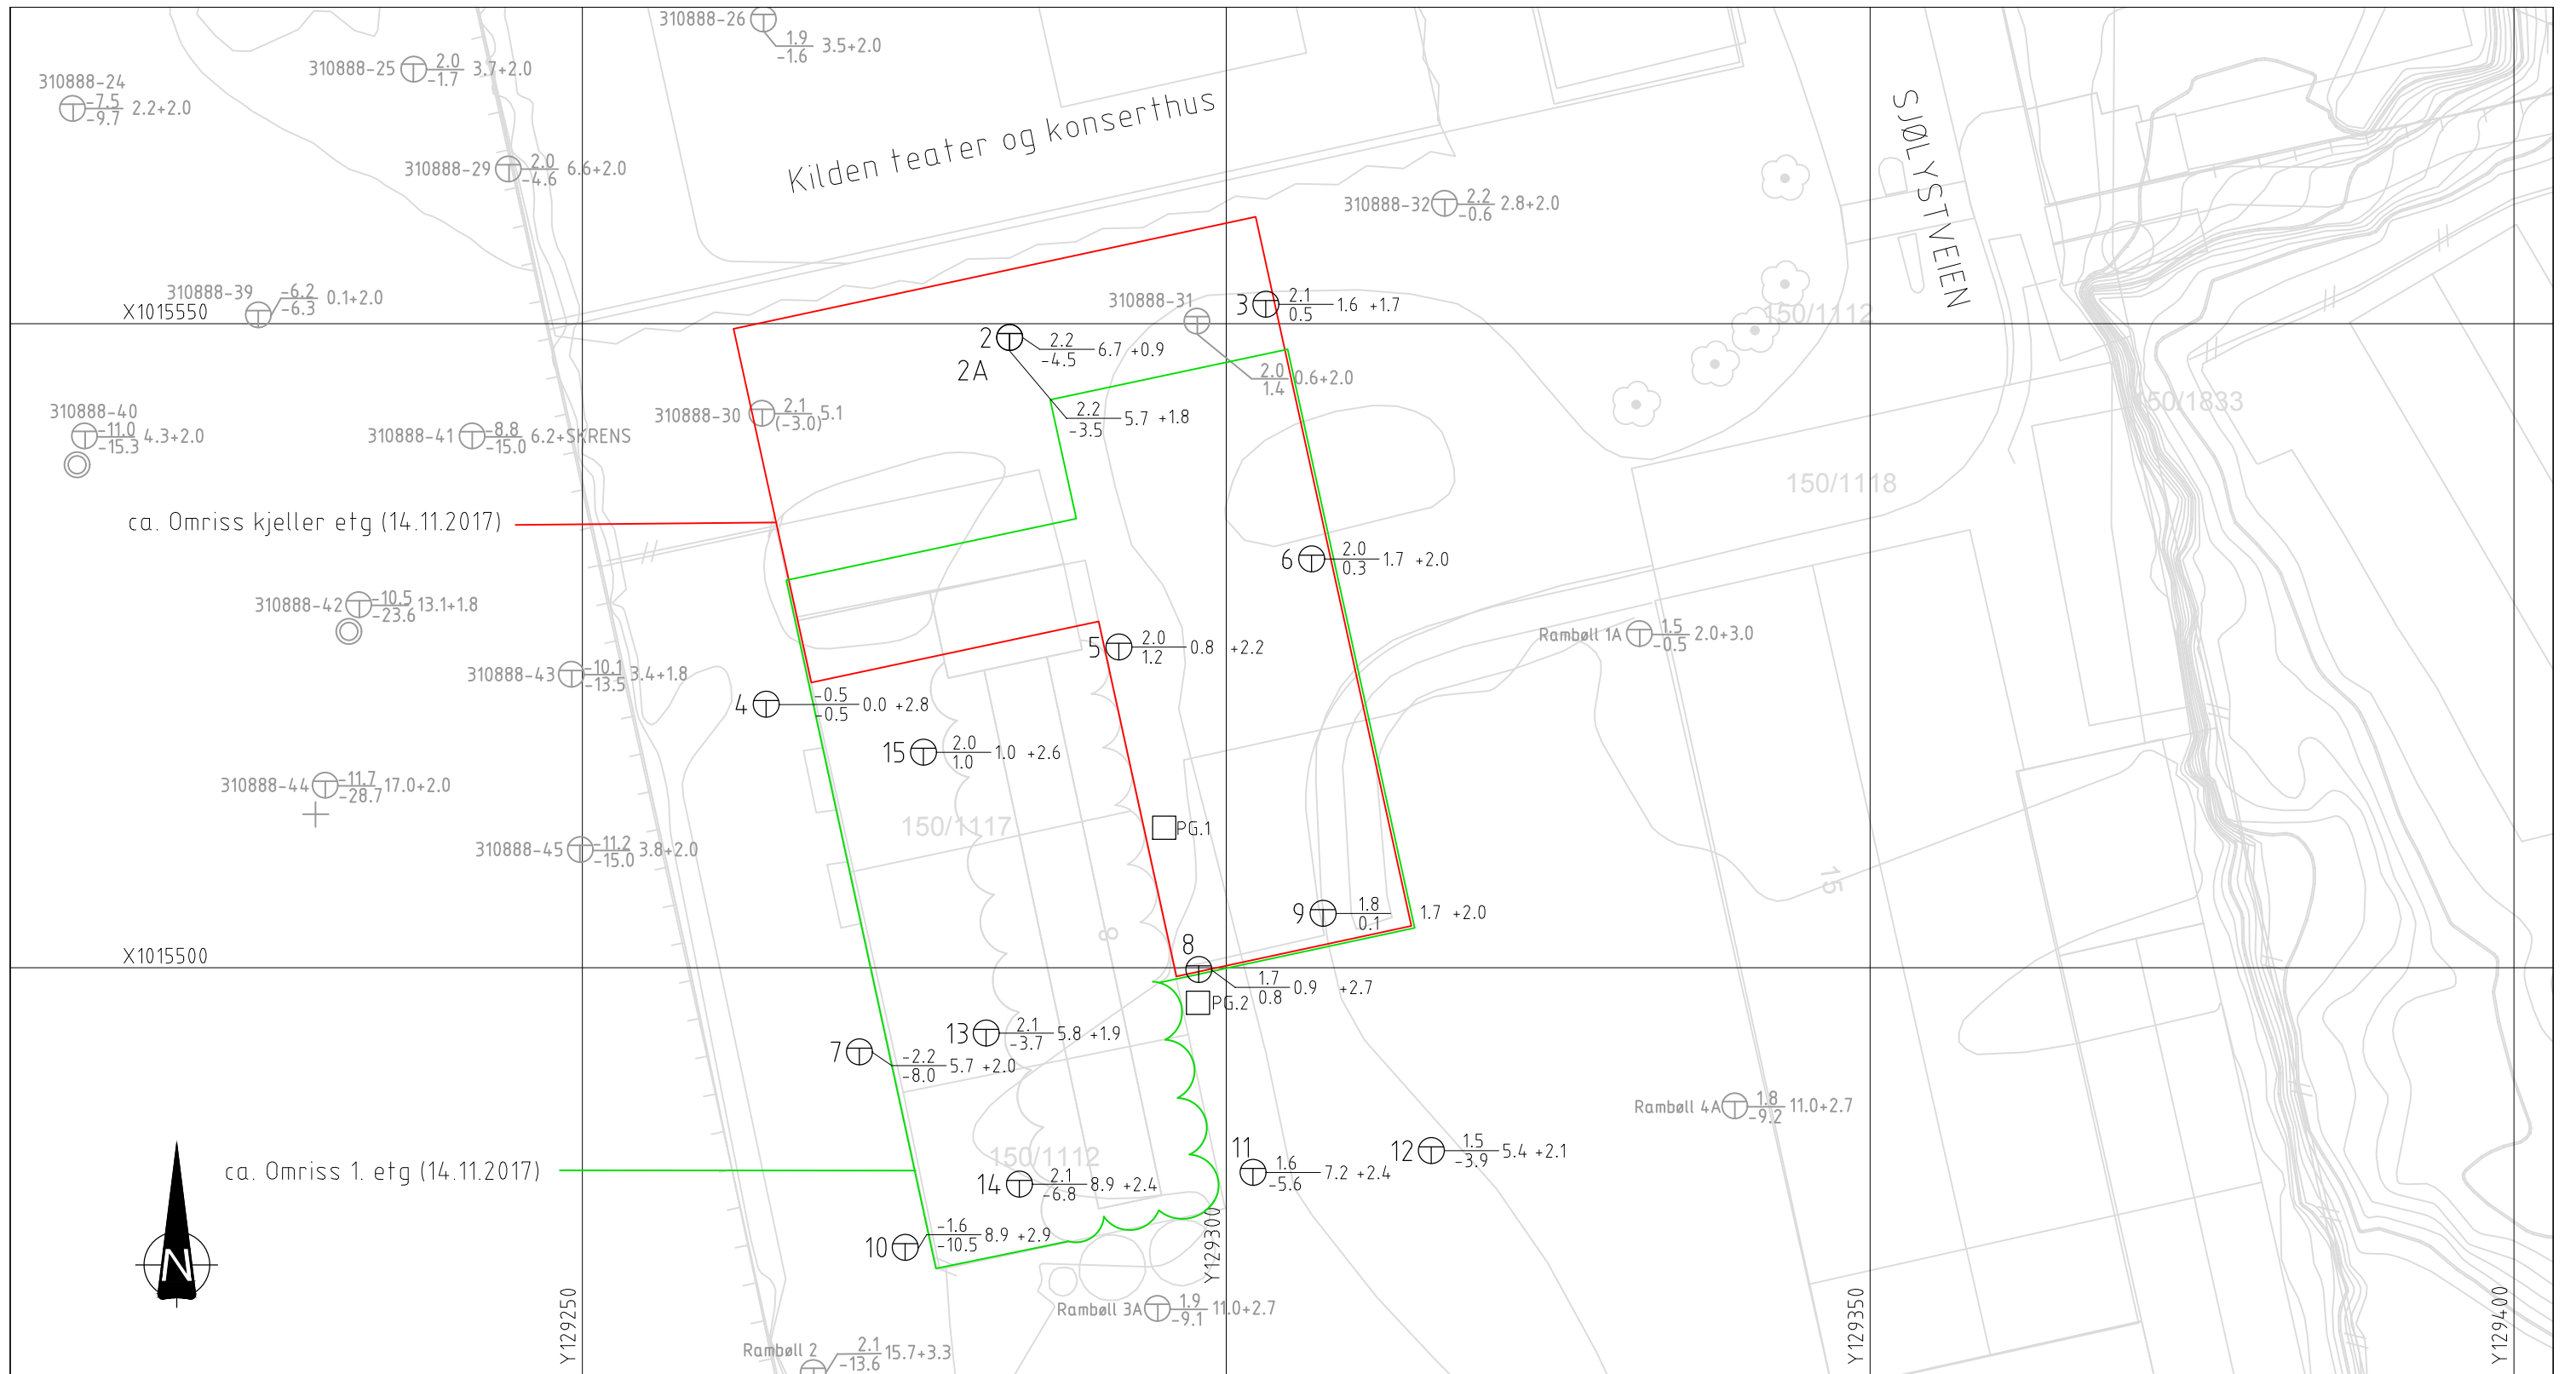 310888-26
1.9
-1.6 3.5+2.0
310888-25 2.0
-1.7 3.7+2.0
310888-24
-7.5
-9.7 2.2+2.0
Kilden teater og konserthus
SJØLYSTVEIEN
310888-29 2.0
-4.6 6.6+2.0
310888-32 2.2
-0.6 2.8+2.0
310888-39 -6.2
-6.3 0.1+2.0
X1015550
310888-31
2.0
1.4 0.6+2.0
3 2.1
0.5 1.6 +1.7
150/1112
2 2.2
-4.5 6.7 +0.9
2A
2.2
-3.5 5.7 +1.8
310888-40
-11.0
-15.3 4.3+2.0
310888-41 -8.8
-15.0 6.2+SKRENS
310888-30 2.1
(-3.0) 5.1
150/1833
150/1118
ca. Omriss kjeller etg (14.11.2017)
6 2.0
0.3 1.7 +2.0
310888-42 -10.5
-23.6 13.1+1.8
310888-43 -10.1
-13.5 3.4+1.8
5 2.0
1.2 0.8 +2.2
Rambøll 1A 1.5
-0.5 2.0+3.0
4 -0.5
-0.5 0.0 +2.8
15 2.0
1.0 1.0 +2.6
310888-44 -11.7
-28.7 17.0+2.0
150/1117
PG.1
310888-45 -11.2
-15.0 3.8+2.0
15
9 1.8
0.1 1.7 +2.0
8
X1015500
8
1.7
0.8 0.9 +2.7
PG.2
13 2.1
-3.7 5.8 +1.9
7 -2.2
-8.0 5.7 +2.0
Rambøll 4A 1.8
-9.2 11.0+2.7
150/1112
11
1.6
-5.6 7.2 +2.4
12 1.5
-3.9 5.4 +2.1
ca. Omriss 1. etg (14.11.2017)
14 2.1
-6.8 8.9 +2.4
10 -1.6
-10.5 8.9 +2.9
N
Y129250
Y129300
Y129350
Y129400
Rambøll 3A 1.9
-9.1 11.0+2.7
Rambøll 2 2.1
-13.6 15.7+3.3